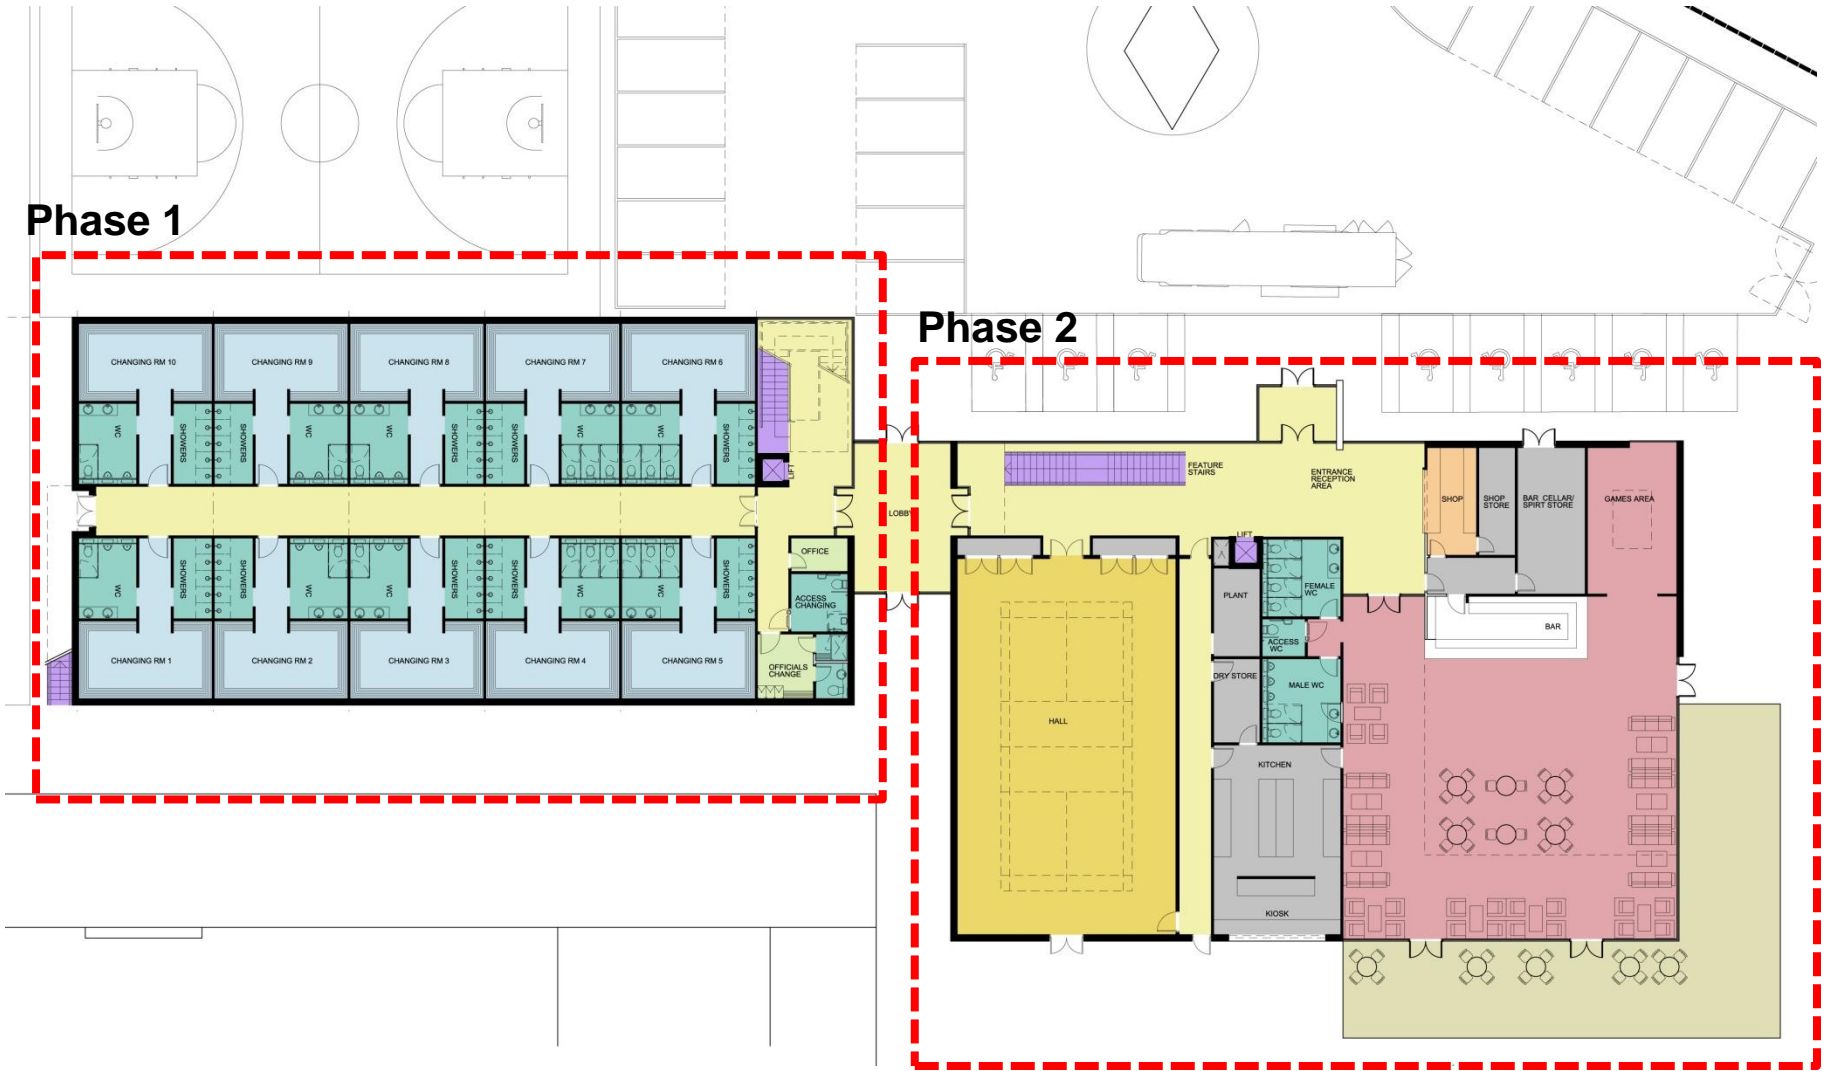 Phase 1
Phase 2
CHANGING RM 10
CHANGING RM 9
CHANGING RM 8
CHANGING RM 7
CHANGING RM 6
WC
SHOWERS
SHOWERS
WC
WC
SHOWERS
SHOWERS
WC
WC
SHOWERS
LIFT
FEATURE
STAIRS
ENTRANCE
RECEPTION
AREA
SHOP
SHOP
STORE
BAR CELLAR/
SPIRT STORE
GAMES AREA
LOBBY
LIFT
OFFICE
WC
SHOWERS
SHOWERS
WC
WC
SHOWERS
SHOWERS
WC
WC
SHOWERS
ACCESS
CHANGING
PLANT
FEMALE
WC
BAR
ACCESS
WC
CHANGING RM 1
CHANGING RM 2
CHANGING RM 3
CHANGING RM 4
CHANGING RM 5
OFFICIALS
CHANGE
DRY STORE
MALE WC
HALL
KITCHEN
KIOSK